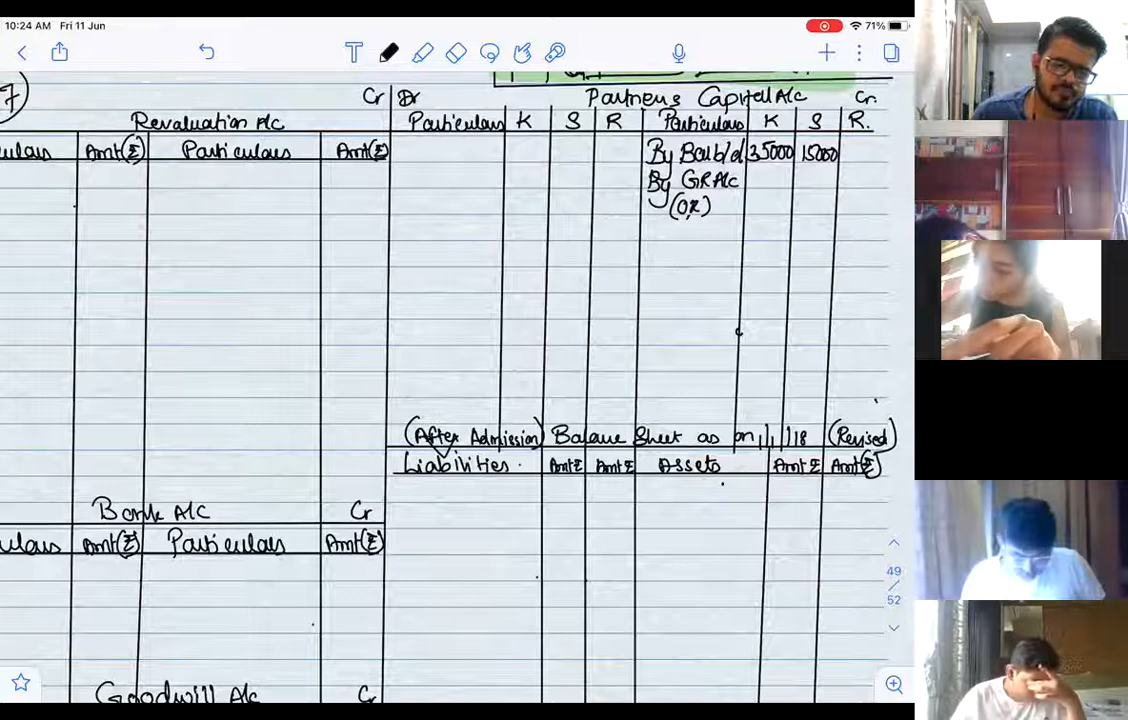 10:24 AM Fri 11 Jun
71%
7
Cr
Revaluation A/c
culars Amt(₹) Particulars Amt(₹)
Dr Partners Capital A/c Cr.
Particulars K S R Particulars K S R.
By Bal b/d 35000 15000
By GR A/c
(O.R)
(After Admission) Balance Sheet as on 1/1/18 (Revised)
Liabilities. Amt ₹ Amt ₹ Assets Amt ₹ Amt(₹)
Bank A/c Cr
culars Amt(₹) Particulars Amt(₹)
Goodwill A/c Cr
49
/
52